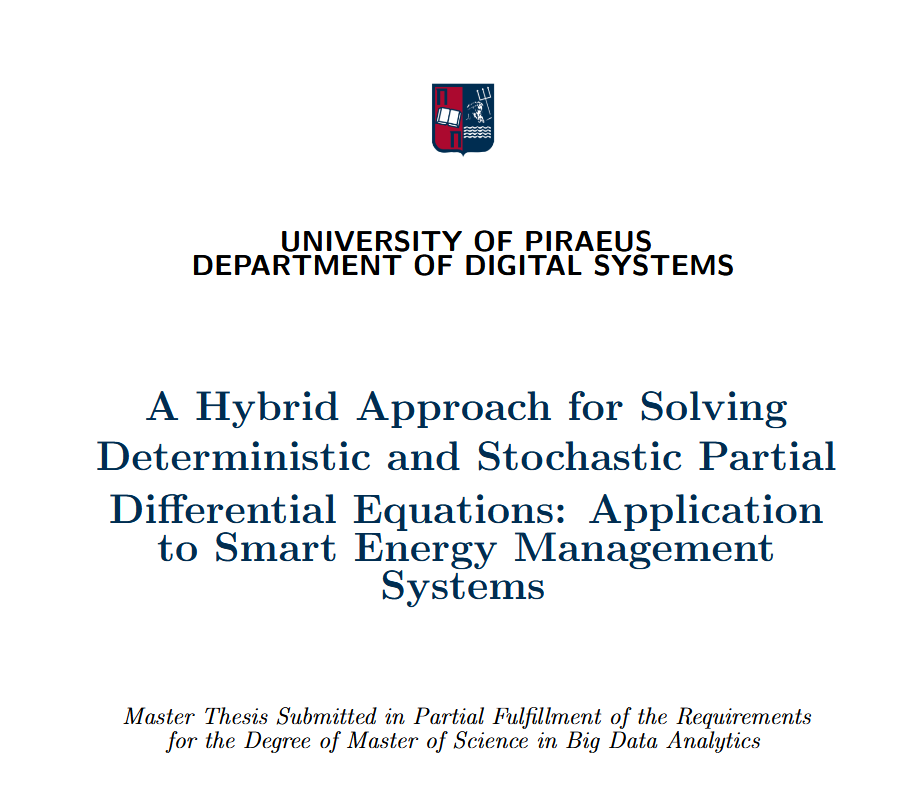 UNIVERSITY OF PIRAEUS
DEPARTMENT OF DIGITAL SYSTEMS
A Hybrid Approach for Solving
Deterministic and Stochastic Partial
Differential Equations: Application
to Smart Energy Management
Systems
Master Thesis Submitted in Partial Fulfillment of the Requirements
for the Degree of Master of Science in Big Data Analytics